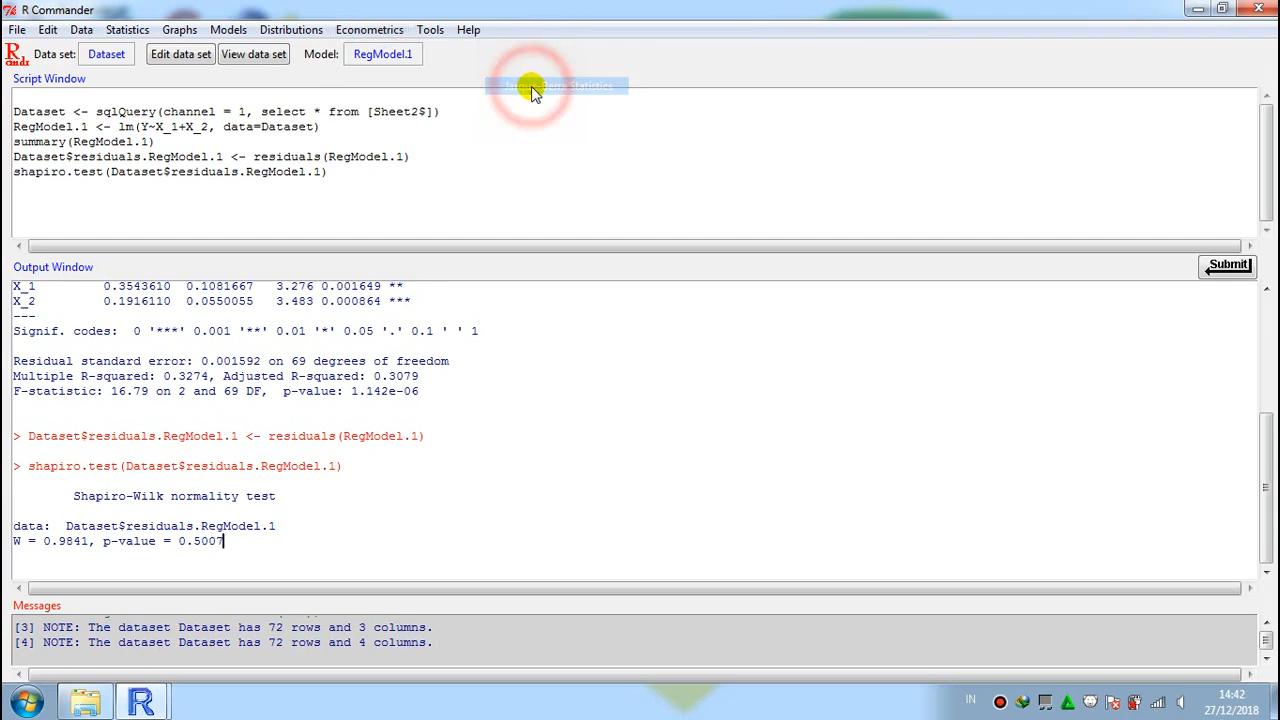 R Commander
File Edit Data Statistics Graphs Models Distributions Econometrics Tools Help
R cmdr Data set: Dataset Edit data set View data set Model: RegModel.1
Script Window
Statistics
Dataset <- sqlQuery(channel = 1, select * from [Sheet2$])
RegModel.1 <- lm(Y~X_1+X_2, data=Dataset)
summary(RegModel.1)
Dataset$residuals.RegModel.1 <- residuals(RegModel.1)
shapiro.test(Dataset$residuals.RegModel.1)
Output Window
Submit
X_1 0.3543610 0.1081667 3.276 0.001649 **
X_2 0.1916110 0.0550055 3.483 0.000864 ***
---
Signif. codes: 0 '***' 0.001 '**' 0.01 '*' 0.05 '.' 0.1 ' ' 1
Residual standard error: 0.001592 on 69 degrees of freedom
Multiple R-squared: 0.3274, Adjusted R-squared: 0.3079
F-statistic: 16.79 on 2 and 69 DF, p-value: 1.142e-06
> Dataset$residuals.RegModel.1 <- residuals(RegModel.1)
> shapiro.test(Dataset$residuals.RegModel.1)
Shapiro-Wilk normality test
data: Dataset$residuals.RegModel.1
W = 0.9841, p-value = 0.5007
Messages
[3] NOTE: The dataset Dataset has 72 rows and 3 columns.
[4] NOTE: The dataset Dataset has 72 rows and 4 columns.
IN
14:42
27/12/2018